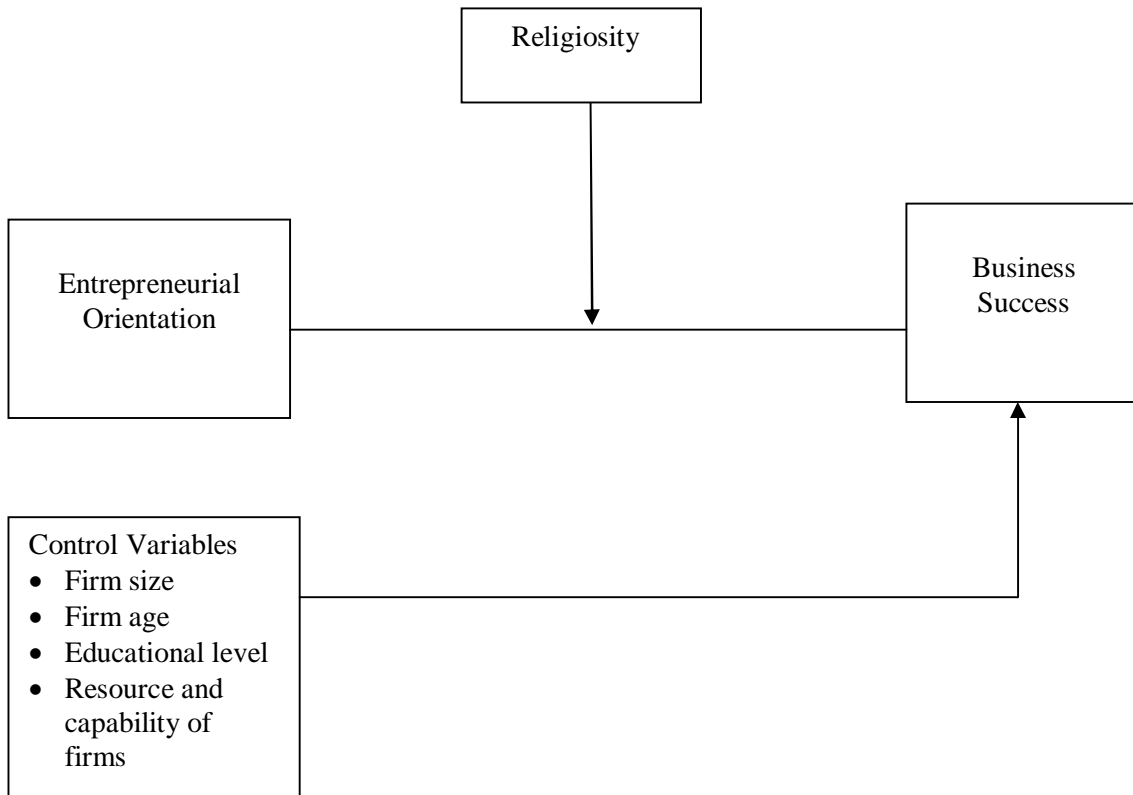 Religiosity
Entrepreneurial
Orientation
Business
Success
Control Variables
• Firm size
• Firm age
• Educational level
• Resource and
capability of
firms